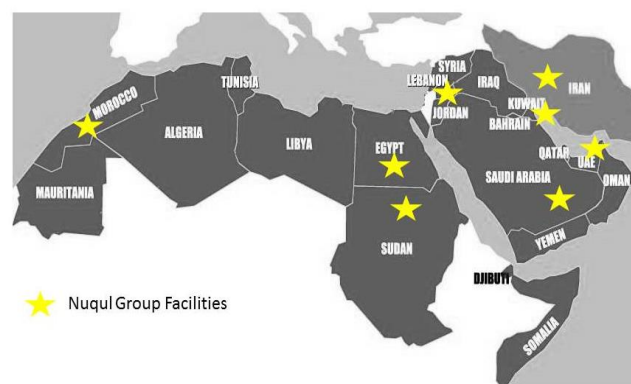 SYRIA
LEBANON
IRAQ
IRAN
TUNISIA
MOROCCO
JORDAN
KUWAIT
BAHRAIN
ALGERIA
LIBYA
EGYPT
QATAR
UAE
SAUDI ARABIA
OMAN
MAURITANIA
SUDAN
YEMEN
DJIBUTI
SOMALIA
Nuqul Group Facilities